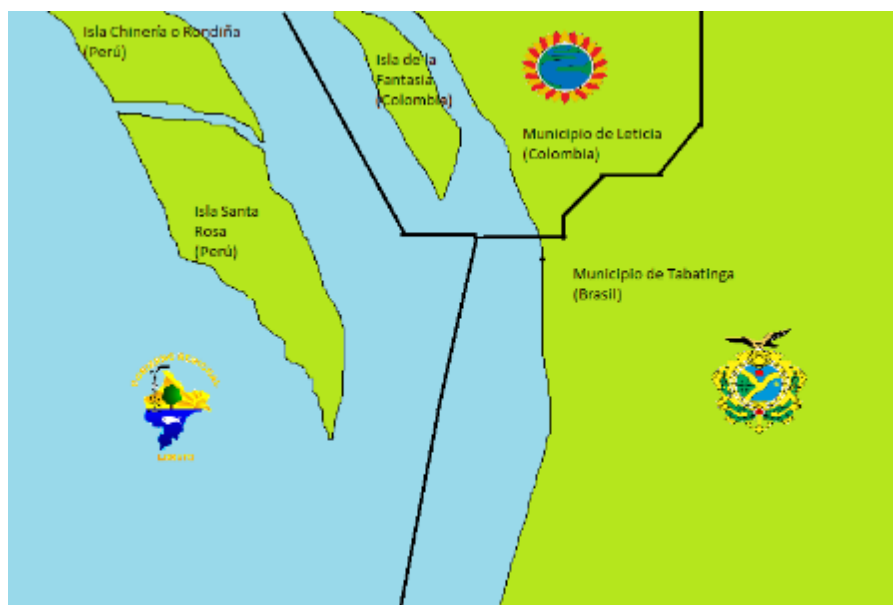 Isla Chinería o Rondiña
(Perú)
Isla de la
Fantasía
(Colombia)
Municipio de Leticia
(Colombia)
Isla Santa
Rosa
(Perú)
Municipio de Tabatinga
(Brasil)